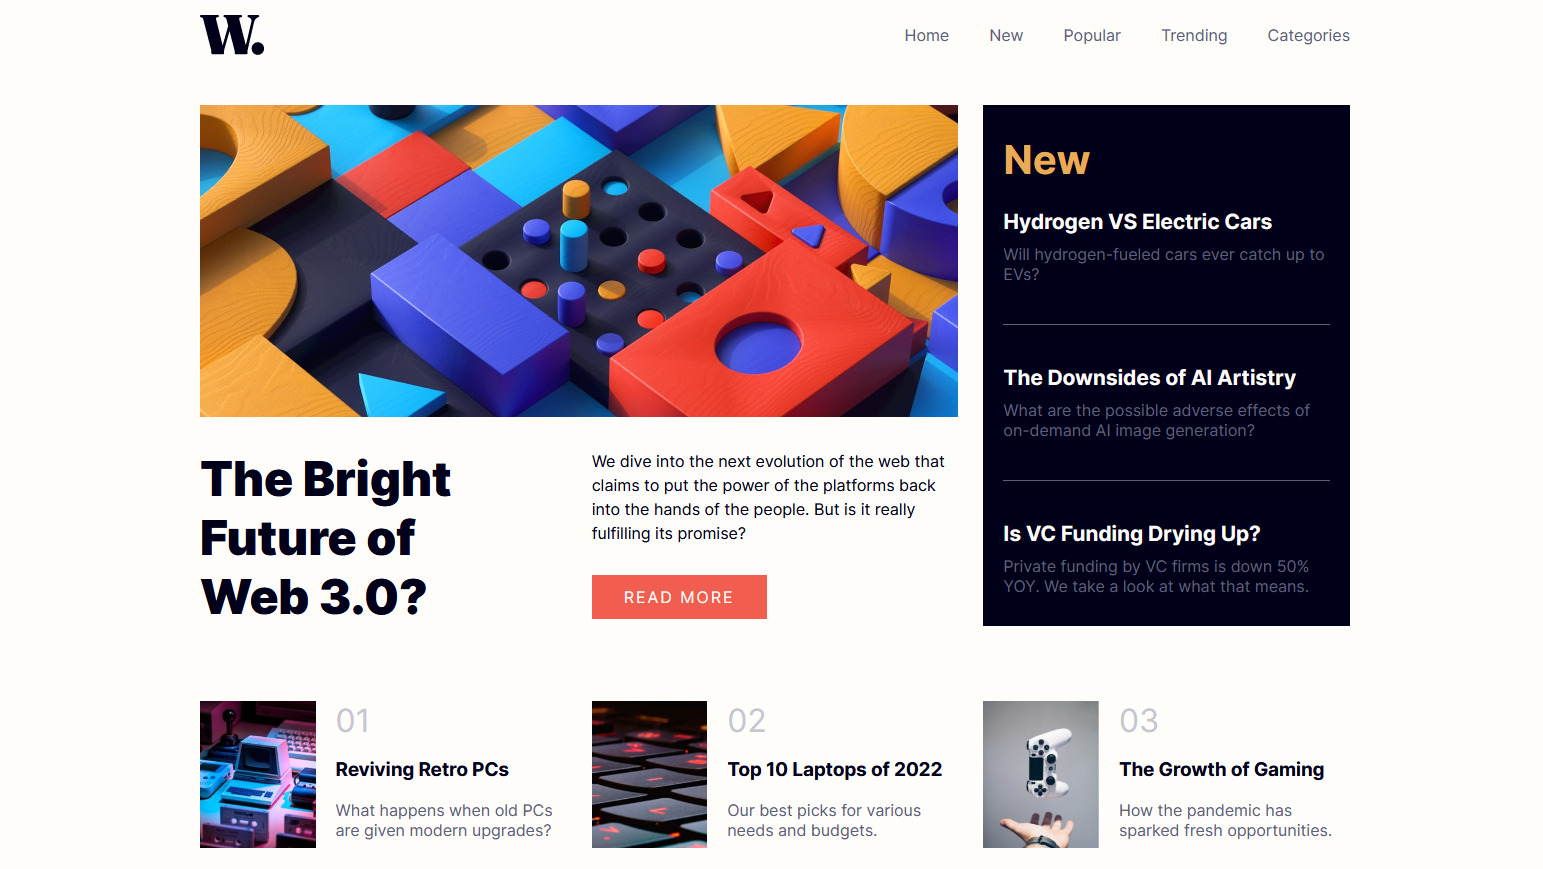 W.
Home New Popular Trending Categories
New
Hydrogen VS Electric Cars
Will hydrogen-fueled cars ever catch up to
EVs?
The Downsides of AI Artistry
What are the possible adverse effects of
on-demand AI image generation?
Is VC Funding Drying Up?
Private funding by VC firms is down 50%
YOY. We take a look at what that means.
The Bright
Future of
Web 3.0?
We dive into the next evolution of the web that
claims to put the power of the platforms back
into the hands of the people. But is it really
fulfilling its promise?
READ MORE
01
Reviving Retro PCs
What happens when old PCs
are given modern upgrades?
02
Top 10 Laptops of 2022
Our best picks for various
needs and budgets.
03
The Growth of Gaming
How the pandemic has
sparked fresh opportunities.